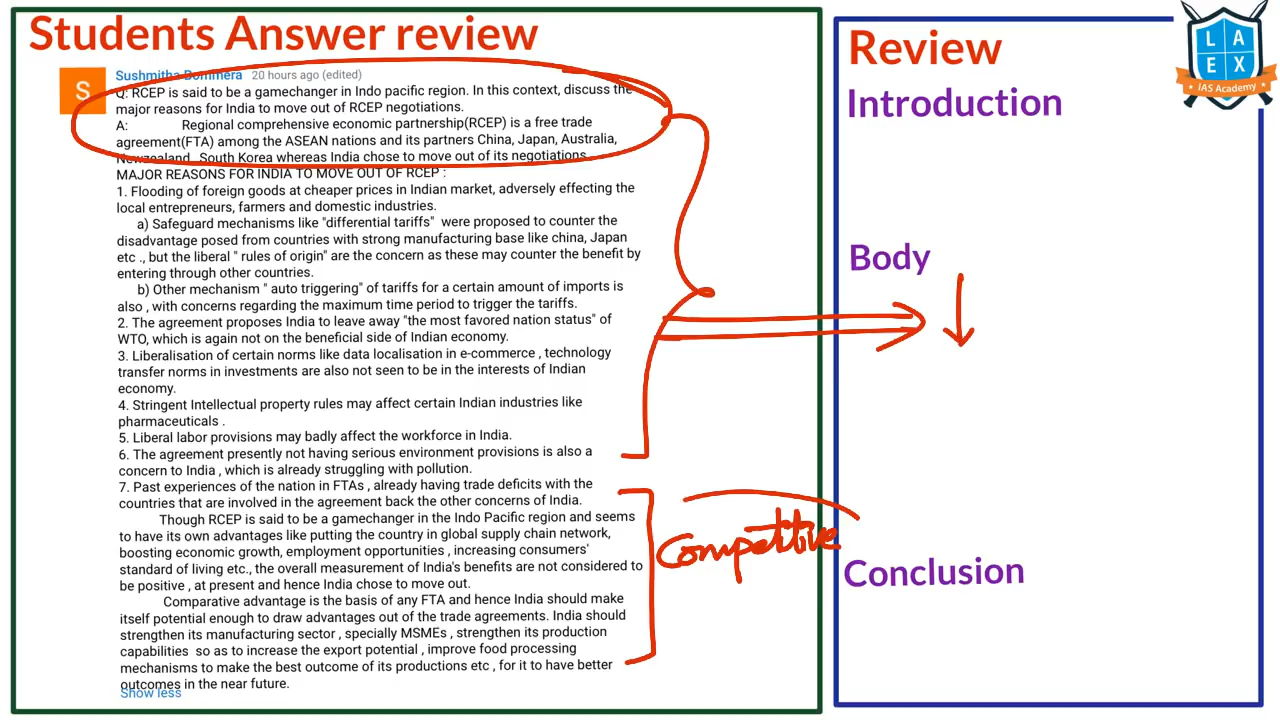 Students Answer review
S
Sushmitha Bommera 20 hours ago (edited)
Q: RCEP is said to be a gamechanger in Indo pacific region. In this context, discuss the
major reasons for India to move out of RCEP negotiations.
A: Regional comprehensive economic partnership(RCEP) is a free trade
agreement(FTA) among the ASEAN nations and its partners China, Japan, Australia,
Newzealand, South Korea whereas India chose to move out of its negotiations.
MAJOR REASONS FOR INDIA TO MOVE OUT OF RCEP :
1. Flooding of foreign goods at cheaper prices in Indian market, adversely effecting the
local entrepreneurs, farmers and domestic industries.
a) Safeguard mechanisms like "differential tariffs" were proposed to counter the
disadvantage posed from countries with strong manufacturing base like china, Japan
etc ., but the liberal " rules of origin" are the concern as these may counter the benefit by
entering through other countries.
b) Other mechanism " auto triggering" of tariffs for a certain amount of imports is
also , with concerns regarding the maximum time period to trigger the tariffs.
2. The agreement proposes India to leave away "the most favored nation status" of
WTO, which is again not on the beneficial side of Indian economy.
3. Liberalisation of certain norms like data localisation in e-commerce , technology
transfer norms in investments are also not seen to be in the interests of Indian
economy.
4. Stringent Intellectual property rules may affect certain Indian industries like
pharmaceuticals .
5. Liberal labor provisions may badly affect the workforce in India.
6. The agreement presently not having serious environment provisions is also a
concern to India , which is already struggling with pollution.
7. Past experiences of the nation in FTAs , already having trade deficits with the
countries that are involved in the agreement back the other concerns of India.
Though RCEP is said to be a gamechanger in the Indo Pacific region and seems
to have its own advantages like putting the country in global supply chain network,
boosting economic growth, employment opportunities , increasing consumers'
standard of living etc., the overall measurement of India's benefits are not considered to
be positive , at present and hence India chose to move out.
Comparative advantage is the basis of any FTA and hence India should make
itself potential enough to draw advantages out of the trade agreements. India should
strengthen its manufacturing sector , specially MSMEs , strengthen its production
capabilities so as to increase the export potential , improve food processing
mechanisms to make the best outcome of its productions etc , for it to have better
outcomes in the near future.
Show less
Competitive
Review
Introduction
Body
Conclusion
L A
E X
IAS Academy